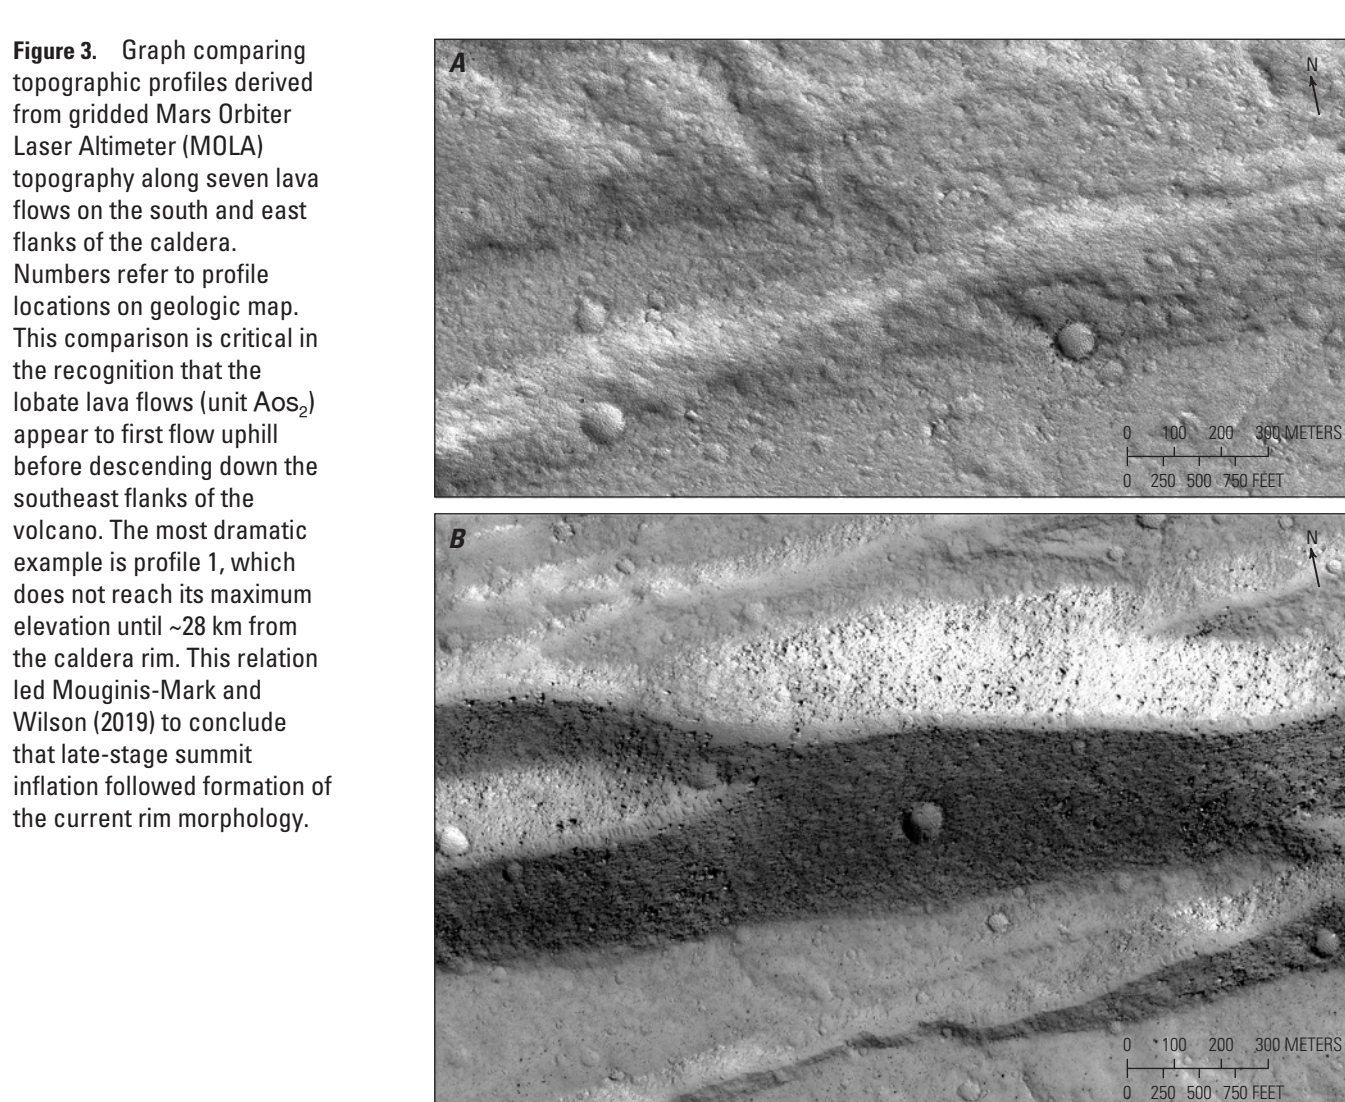 Figure 3. Graph comparing
topographic profiles derived
from gridded Mars Orbiter
Laser Altimeter (MOLA)
topography along seven lava
flows on the south and east
flanks of the caldera.
Numbers refer to profile
locations on geologic map.
This comparison is critical in
the recognition that the
lobate lava flows (unit Aos₂)
appear to first flow uphill
before descending down the
southeast flanks of the
volcano. The most dramatic
example is profile 1, which
does not reach its maximum
elevation until ~28 km from
the caldera rim. This relation
led Mouginis-Mark and
Wilson (2019) to conclude
that late-stage summit
inflation followed formation of
the current rim morphology.
A
N
0 100 200 300 METERS
0 250 500 750 FEET
B
N
0 100 200 300 METERS
0 250 500 750 FEET